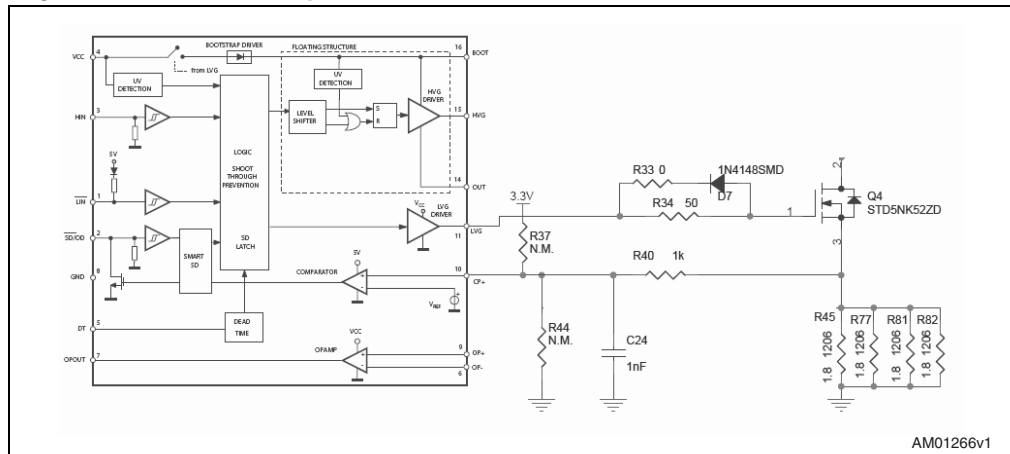 VCC
4
BOOTSTRAP DRIVER
FLOATING STRUCTURE
16
BOOT
from LVG
UV
DETECTION
UV
DETECTION
HVG
DRIVER
HIN
3
LEVEL
SHIFTER
S
R
15
HVG
5V
LOGIC
SHOOT
THROUGH
PREVENTION
14
OUT
LIN
1
VCC
LVG
DRIVER
LVG
11
SD/OD
2
SMART
SD
SD
LATCH
GND
8
COMPARATOR
5V
+
-
10
CP+
VREF
+
DT
5
DEAD
TIME
OPOUT
7
OPAMP
VCC
+
-
9
OP+
OP-
6
3.3V
R37
N.M.
R33 0
1N4148SMD
D7
R34 50
1
2
3
Q4
STD5NK52ZD
R40 1k
R44
N.M.
C24
1nF
R45
R77
R81
R82
1.8 1206
1.8 1206
1.8 1206
1.8 1206
AM01266v1